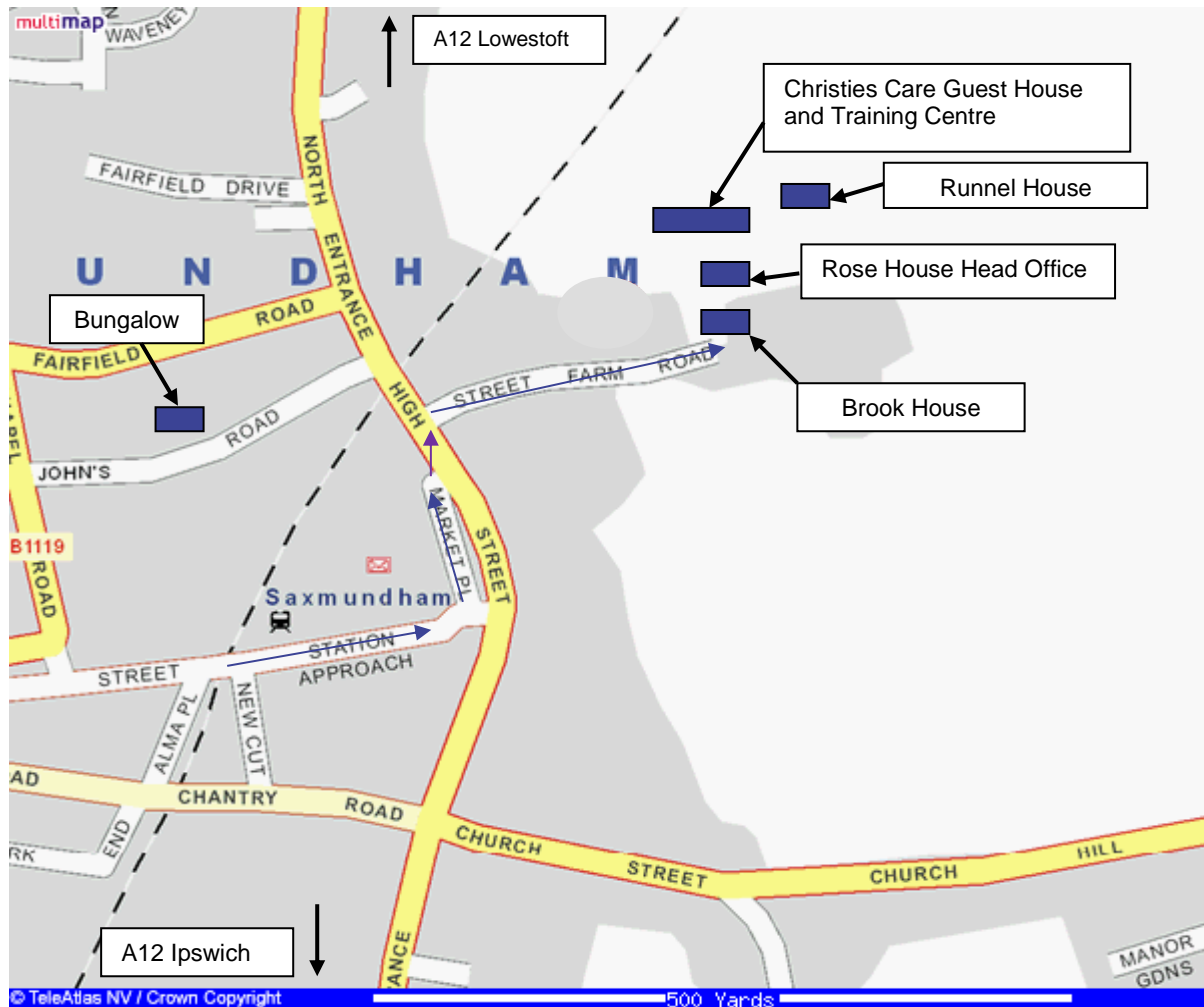 multimap
WAVENEY
A12 Lowestoft
Christies Care Guest House
and Training Centre
Runnel House
FAIRFIELD DRIVE
NORTH ENTRANCE
U N D H A M
Rose House Head Office
Bungalow
FAIRFIELD ROAD
Brook House
STREET FARM ROAD
HIGH STREET
JOHN'S ROAD
MARKET PL
B1119
ROAD
Saxmundham
STATION
APPROACH
STREET
ALMA PL
NEW CUT
CHANTRY ROAD
END
CHURCH STREET
CHURCH HILL
A12 Ipswich
MANOR
GDNS
© TeleAtlas NV / Crown Copyright
500 Yards